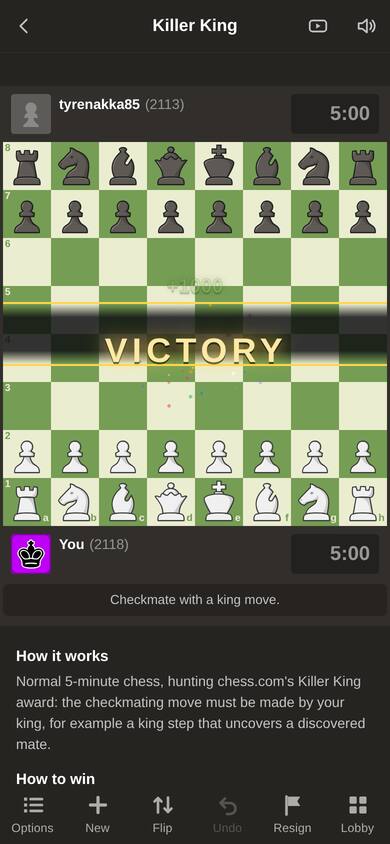 Killer King
tyrenakka85 (2113)
5:00
8
7
6
+1000
5
VICTORY
4
3
2
1
a b c d e f g h
You (2118)
5:00
Checkmate with a king move.
How it works
Normal 5-minute chess, hunting chess.com's Killer King
award: the checkmating move must be made by your
king, for example a king step that uncovers a discovered
mate.
How to win
Options New Flip Undo Resign Lobby